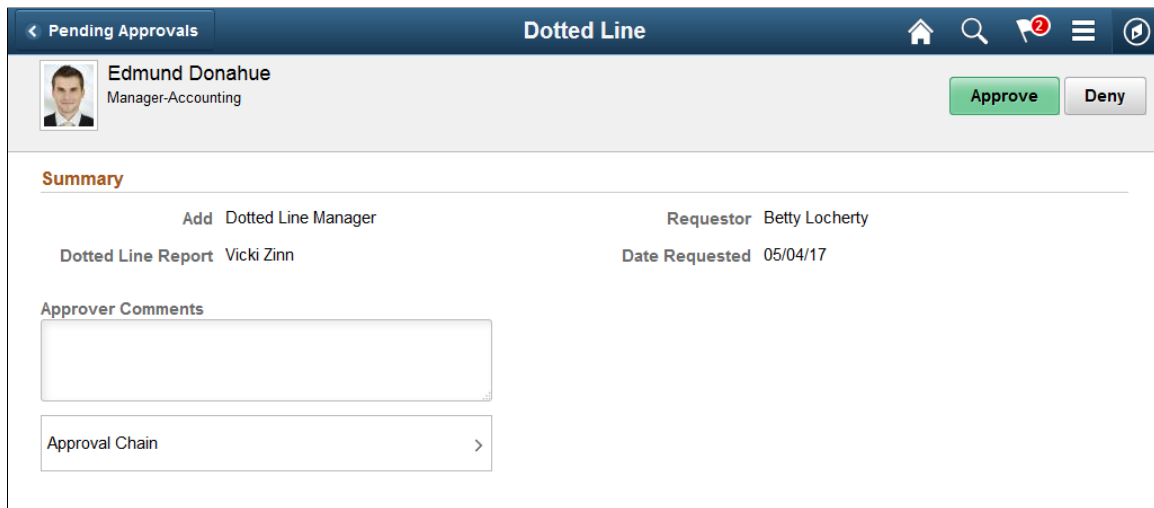 Pending Approvals
Dotted Line
2
Edmund Donahue
Manager-Accounting
Approve
Deny
Summary
Add Dotted Line Manager
Requestor Betty Locherty
Dotted Line Report Vicki Zinn
Date Requested 05/04/17
Approver Comments
Approval Chain